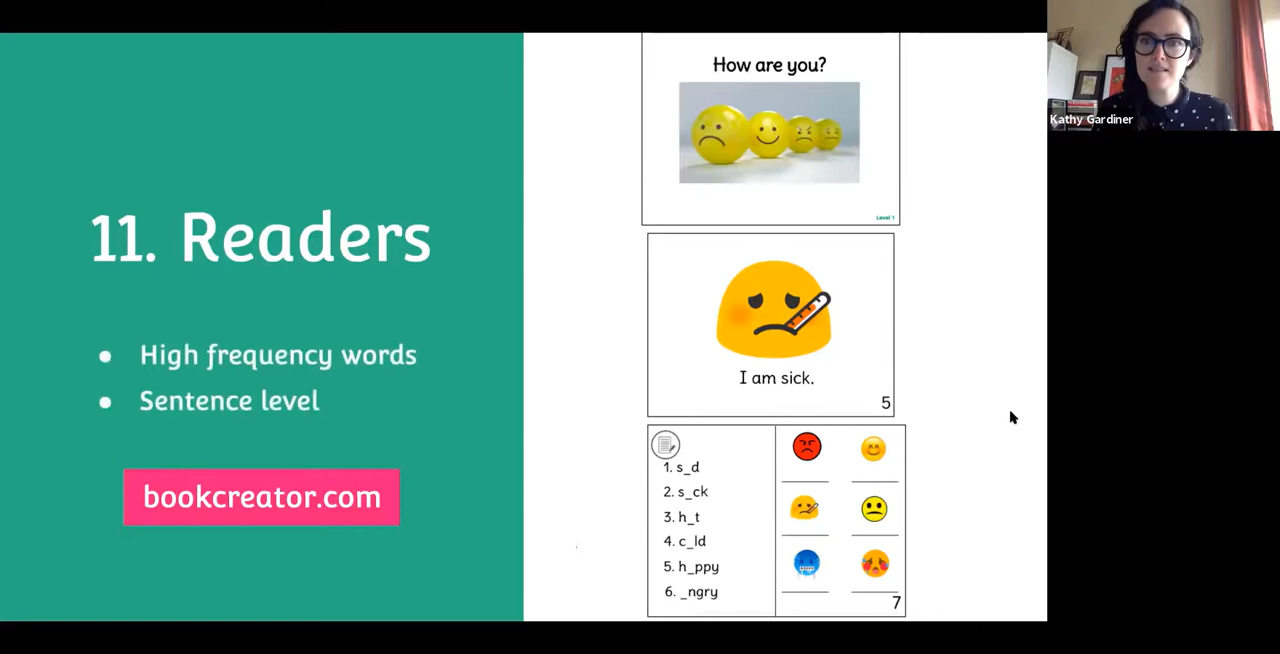 11. Readers
• High frequency words
• Sentence level
bookcreator.com
How are you?
Level 1
I am sick.
5
1. s_d
2. s_ck
3. h_t
4. c_ld
5. h_ppy
6. _ngry
7
Kathy Gardiner